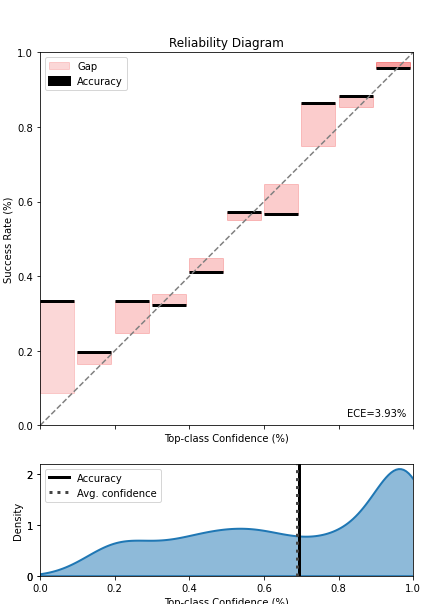 Reliability Diagram
Gap
Accuracy
1.0
0.8
0.6
0.4
0.2
0.0
Success Rate (%)
ECE=3.93%
Top-class Confidence (%)
Accuracy
Avg. confidence
2
1
0
Density
0.0 0.2 0.4 0.6 0.8 1.0
Top-class Confidence (%)